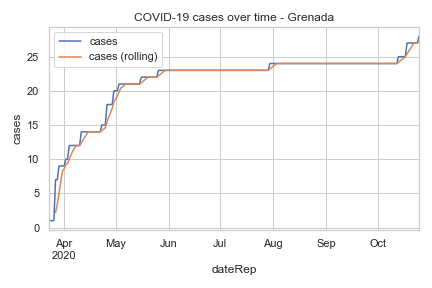 COVID-19 cases over time - Grenada
cases
cases (rolling)
25
20
15
10
5
0
cases
Apr May Jun Jul Aug Sep Oct
2020
dateRep